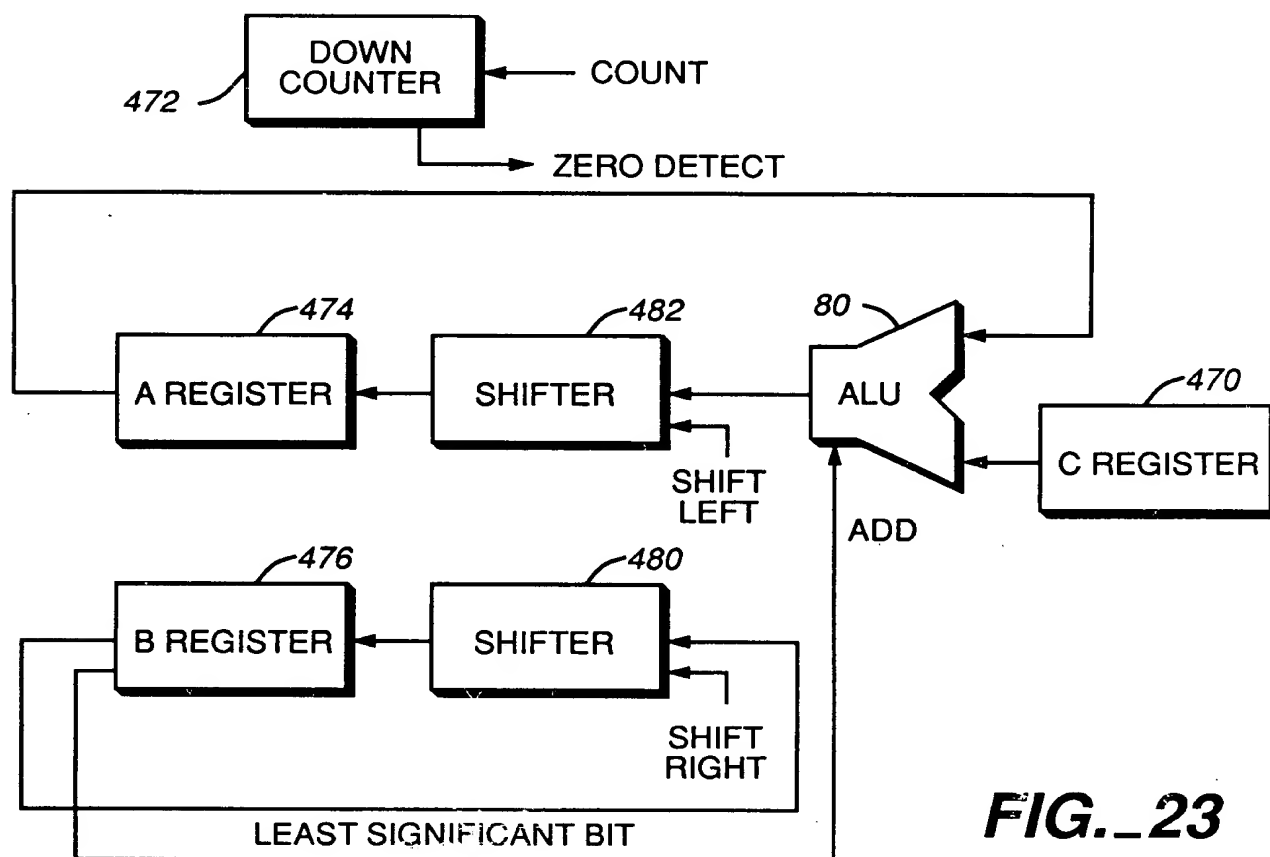 DOWN
COUNTER
472
COUNT
ZERO DETECT
474
482
80
470
A REGISTER
SHIFTER
ALU
C REGISTER
SHIFT
LEFT
ADD
476
480
B REGISTER
SHIFTER
SHIFT
RIGHT
LEAST SIGNIFICANT BIT
FIG._23